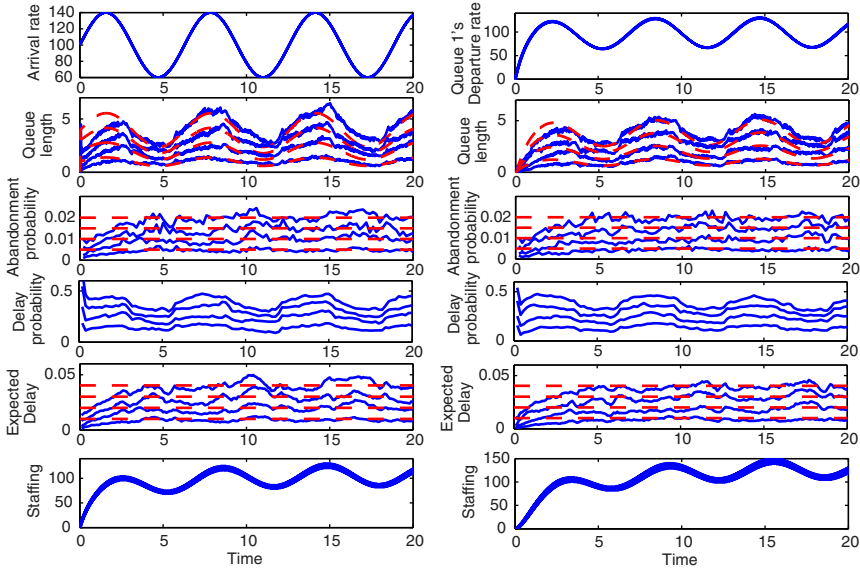 Arrival rate
140
120
100
80
60
0 5 10 15 20
Queue length
5
0
0 5 10 15 20
Abandonment probability
0.02
0.01
0
0 5 10 15 20
Delay probability
0.5
0
0 5 10 15 20
Expected Delay
0.05
0
0 5 10 15 20
Staffing
100
50
0
0 5 10 15 20
Time
Queue 1's Departure rate
100
50
0
0 5 10 15 20
Queue length
5
0
0 5 10 15 20
Abandonment probability
0.02
0.01
0
0 5 10 15 20
Delay probability
0.5
0
0 5 10 15 20
Expected Delay
0.05
0
0 5 10 15 20
Staffing
150
100
50
0
0 5 10 15 20
Time